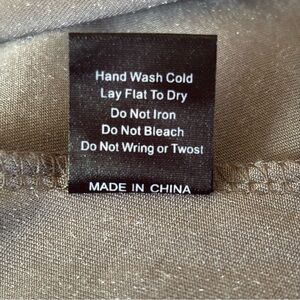 Hand Wash Cold
Lay Flat To Dry
Do Not Iron
Do Not Bleach
Do Not Wring or Twost
MADE IN CHINA